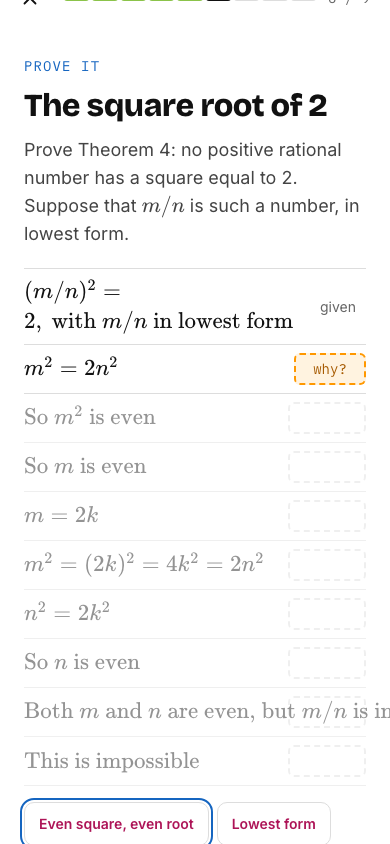 PROVE IT
The square root of 2
Prove Theorem 4: no positive rational
number has a square equal to 2.
Suppose that m/n is such a number, in
lowest form.
(m/n)² =
2, with m/n in lowest form
given
m² = 2n²
why?
So m² is even
So m is even
m = 2k
m² = (2k)² = 4k² = 2n²
n² = 2k²
So n is even
Both m and n are even, but m/n is in
This is impossible
Even square, even root
Lowest form